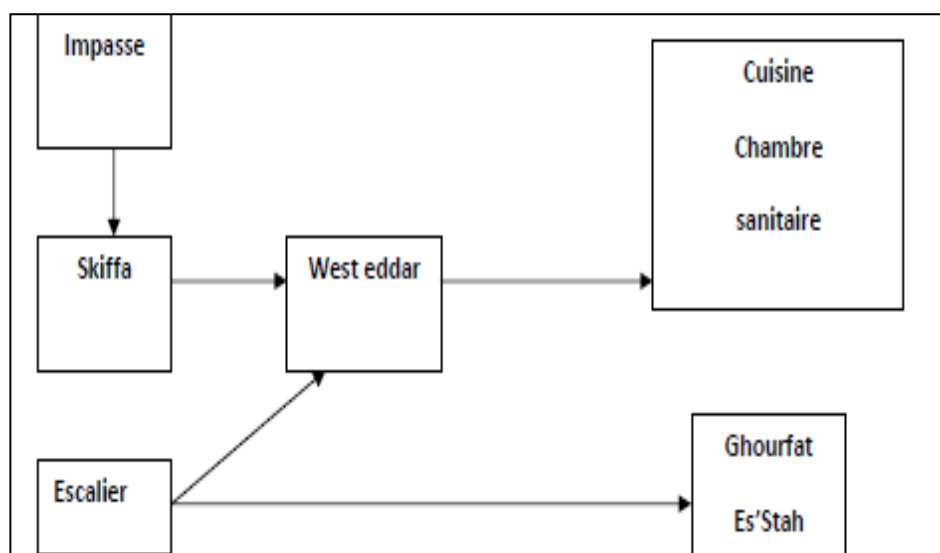 Impasse
Cuisine
Chambre
sanitaire
Skiffa
West eddar
Escalier
Ghourfat
Es'Stah